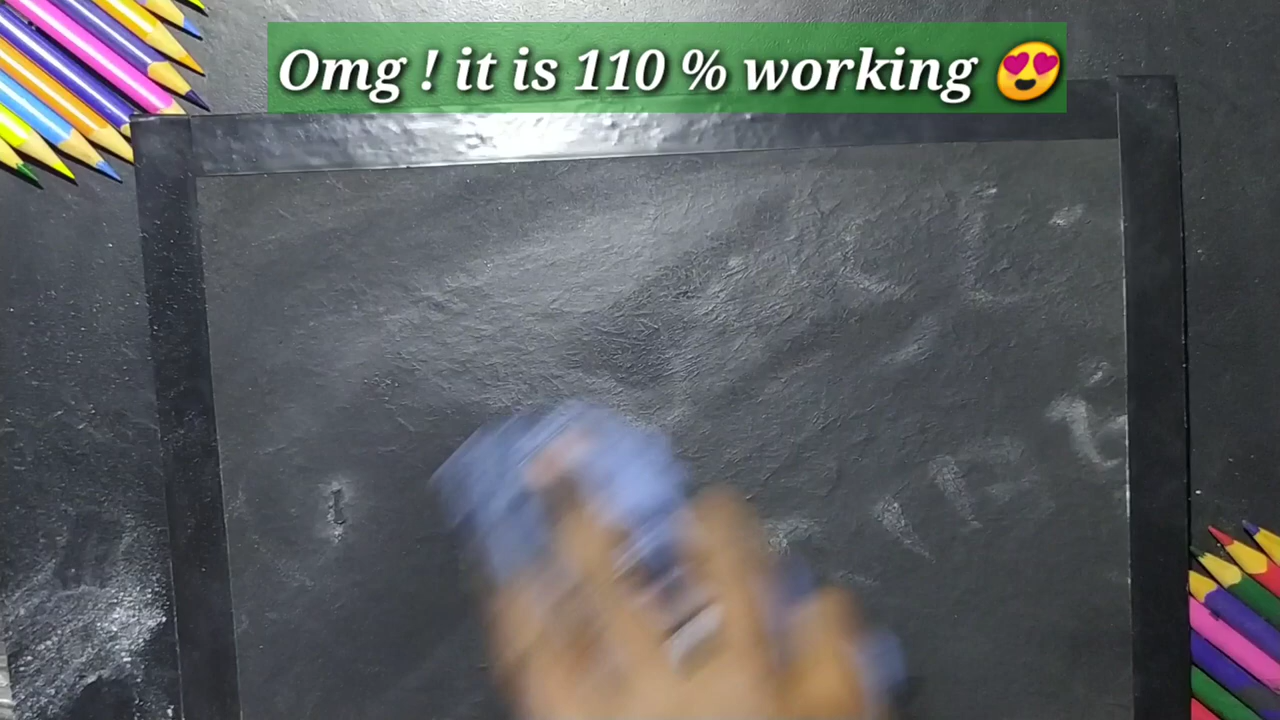 Omg ! it is 110 % working 😍